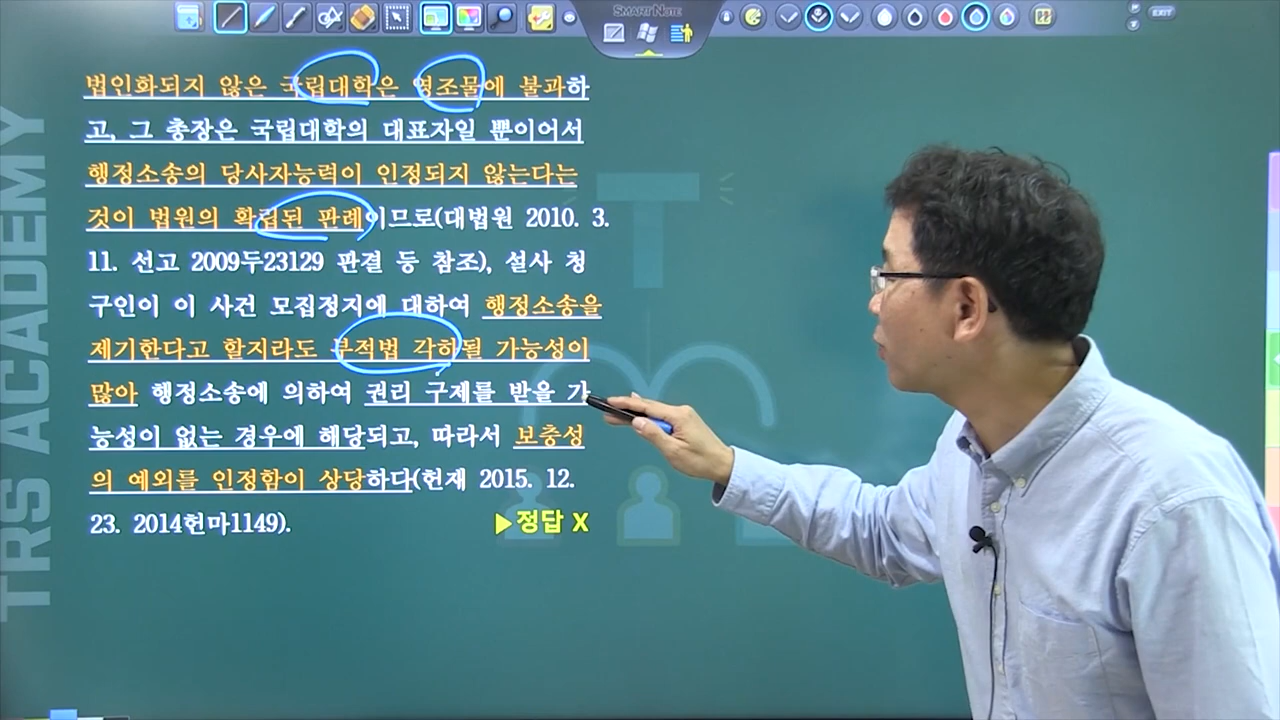 SMART NOTE
EXIT
법인화되지 않은 국립대학은 영조물에 불과하
고, 그 총장은 국립대학의 대표자일 뿐이어서
행정소송의 당사자능력이 인정되지 않는다는
것이 법원의 확립된 판례이므로(대법원 2010. 3.
11. 선고 2009두23129 판결 등 참조), 설사 청
구인이 이 사건 모집정지에 대하여 행정소송을
제기한다고 할지라도 부적법 각하될 가능성이
많아 행정소송에 의하여 권리 구제를 받을 가
능성이 없는 경우에 해당되고, 따라서 보충성
의 예외를 인정함이 상당하다(헌재 2015. 12.
23. 2014헌마1149).
▶정답 X
TRS ACADEMY